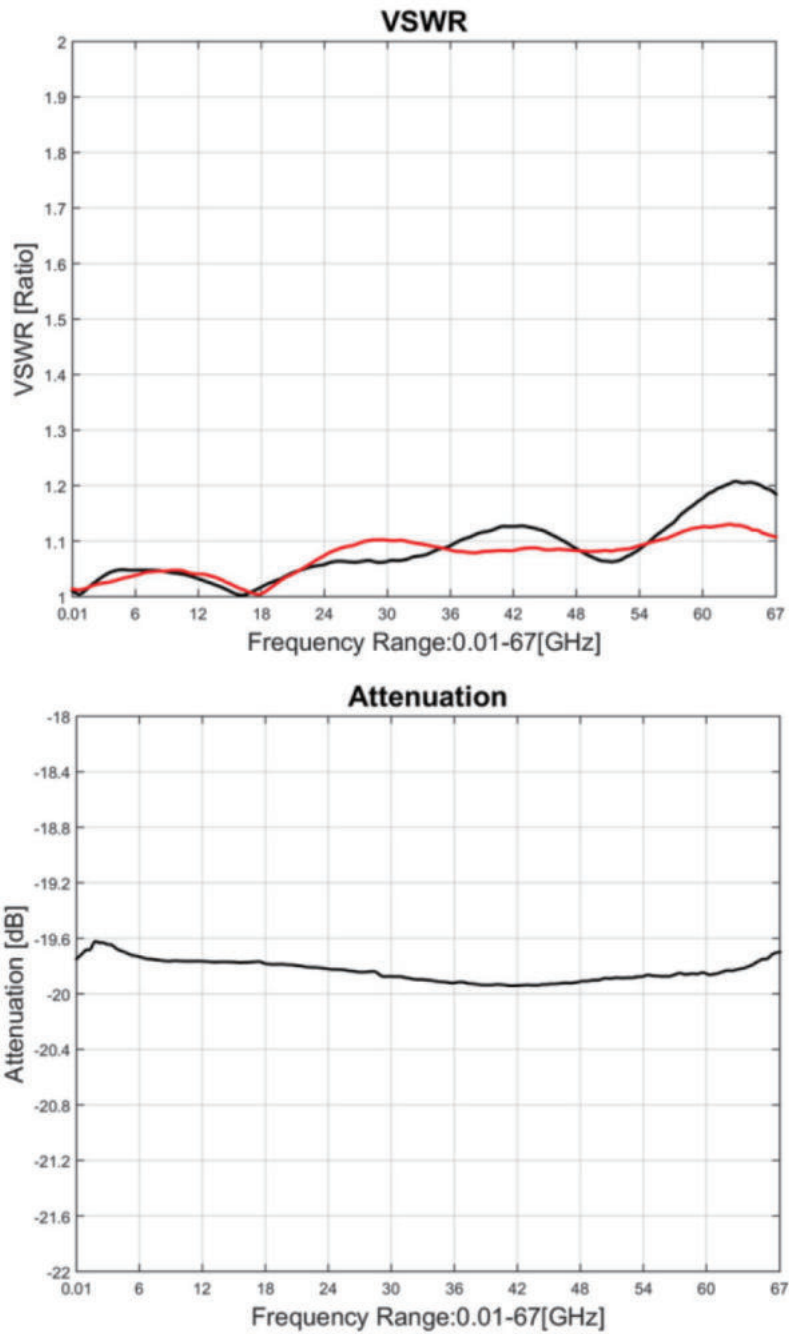 VSWR
2
1.9
1.8
1.7
1.6
1.5
1.4
1.3
1.2
1.1
1
VSWR [Ratio]
0.01 6 12 18 24 30 36 42 48 54 60 67
Frequency Range:0.01-67[GHz]
Attenuation
-18
-18.4
-18.8
-19.2
-19.6
-20
-20.4
-20.8
-21.2
-21.6
-22
Attenuation [dB]
0.01 6 12 18 24 30 36 42 48 54 60 67
Frequency Range:0.01-67[GHz]